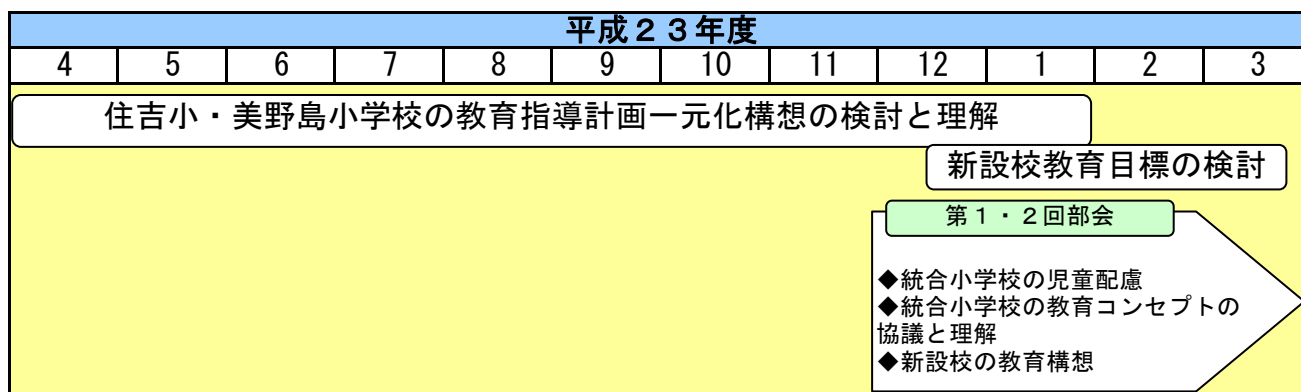 平成２３年度
4 5 6 7 8 9 10 11 12 1 2 3
住吉小・美野島小学校の教育指導計画一元化構想の検討と理解
新設校教育目標の検討
第１・２回部会
◆統合小学校の児童配慮
◆統合小学校の教育コンセプトの
協議と理解
◆新設校の教育構想